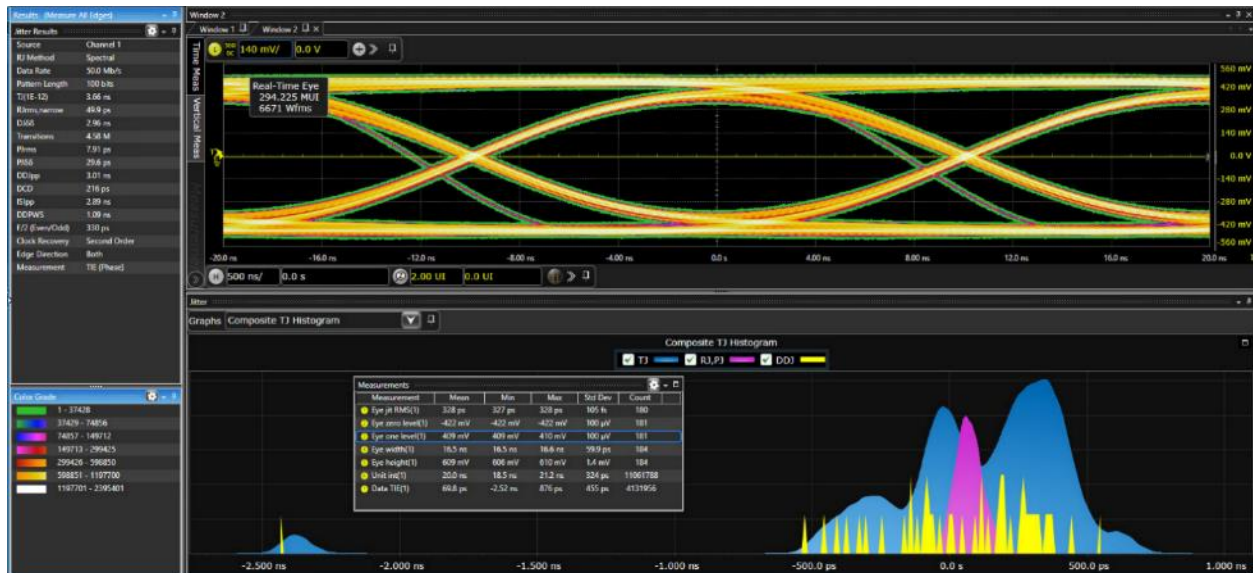 Results (Measure All Edges)
Jitter Results
Source Channel 1
RJ Method Spectral
Data Rate 50.0 Mb/s
Pattern Length 100 bits
TJ(1E-12) 3.66 ns
RJrms,narrow 49.9 ps
DJδδ 2.96 ns
Transitions 4.58 M
PJrms 7.91 ps
PJδδ 29.6 ps
DDJpp 3.01 ns
DCD 216 ps
ISIpp 2.89 ns
DDPWS 1.09 ns
F/2 (Even/Odd) 330 ps
Clock Recovery Second Order
Edge Direction Both
Measurement TIE (Phase)
Color Grade
1 - 37428
37429 - 74856
74857 - 149712
149713 - 299425
299426 - 598850
598851 - 1197700
1197701 - 2395401
Window 2
Window 1 Window 2
Time Meas
Vertical Meas
140 mV/ 0.0 V
Real-Time Eye
294.225 MUI
6671 Wfms
560 mV
420 mV
280 mV
140 mV
0.0 V
-140 mV
-280 mV
-420 mV
-560 mV
-20.0 ns -16.0 ns -12.0 ns -8.00 ns -4.00 ns 0.0 s 4.00 ns 8.00 ns 12.0 ns 16.0 ns 20.0 ns
H 500 ns/ 0.0 s 2.00 UI 0.0 UI
Jitter
Graphs Composite TJ Histogram
Composite TJ Histogram
TJ RJ,PJ DDJ
Measurements
Measurement Mean Min Max Std Dev Count
Eye jit RMS(1) 328 ps 327 ps 328 ps 105 fs 180
Eye zero level(1) -422 mV -422 mV -422 mV 100 µV 181
Eye one level(1) 409 mV 409 mV 410 mV 100 µV 181
Eye width(1) 16.5 ns 16.5 ns 16.6 ns 59.9 ps 184
Eye height(1) 609 mV 606 mV 610 mV 1.4 mV 184
Unit int(1) 20.0 ns 18.5 ns 21.2 ns 324 ps 11061788
Data TIE(1) 69.8 ps -2.52 ns 876 ps 455 ps 4131956
-2.500 ns -2.000 ns -1.500 ns -1.000 ns -500.0 ps 0.0 s 500.0 ps 1.000 ns